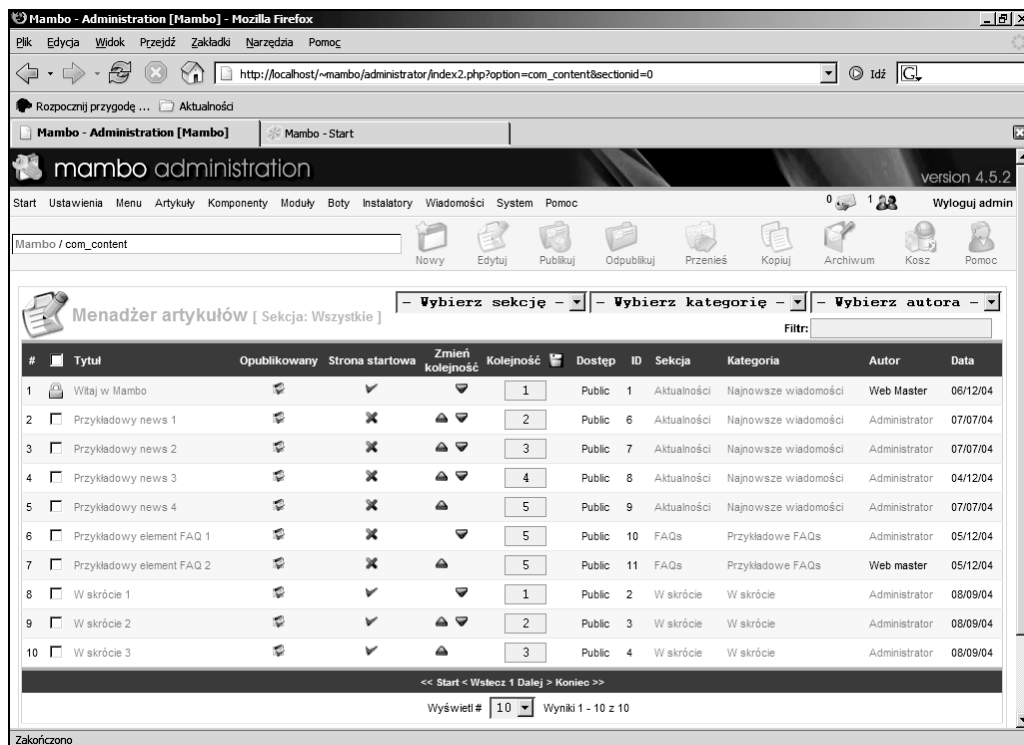 Mambo - Administration [Mambo] - Mozilla Firefox
Plik Edycja Widok Przejdź Zakładki Narzędzia Pomoc
http://localhost/~mambo/administrator/index2.php?option=com_content&sectionid=0 Idź G
Rozpocznij przygodę ... Aktualności
Mambo - Administration [Mambo] Mambo - Start
mambo administration
version 4.5.2
Start Ustawienia Menu Artykuły Komponenty Moduły Boty Instalatory Wiadomości System Pomoc 0 1 Wyloguj admin
Mambo / com_content
Nowy Edytuj Publikuj Odpublikuj Przenieś Kopiuj Archiwum Kosz Pomoc
Menadżer artykułów [ Sekcja: Wszystkie ] - Wybierz sekcję - - Wybierz kategorię - - Wybierz autora -
Filtr:
# Tytuł Opublikowany Strona startowa Zmień kolejność Kolejność Dostęp ID Sekcja Kategoria Autor Data
1 Witaj w Mambo 1 Public 1 Aktualności Najnowsze wiadomości Web Master 06/12/04
2 Przykładowy news 1 2 Public 6 Aktualności Najnowsze wiadomości Administrator 07/07/04
3 Przykładowy news 2 3 Public 7 Aktualności Najnowsze wiadomości Administrator 07/07/04
4 Przykładowy news 3 4 Public 8 Aktualności Najnowsze wiadomości Administrator 04/12/04
5 Przykładowy news 4 5 Public 9 Aktualności Najnowsze wiadomości Administrator 07/07/04
6 Przykładowy element FAQ 1 5 Public 10 FAQs Przykładowe FAQs Administrator 05/12/04
7 Przykładowy element FAQ 2 5 Public 11 FAQs Przykładowe FAQs Web master 05/12/04
8 W skrócie 1 1 Public 2 W skrócie W skrócie Administrator 08/09/04
9 W skrócie 2 2 Public 3 W skrócie W skrócie Administrator 08/09/04
10 W skrócie 3 3 Public 4 W skrócie W skrócie Administrator 08/09/04
<< Start < Wstecz 1 Dalej > Koniec >>
Wyświetl # 10 Wyniki 1 - 10 z 10
Zakończono